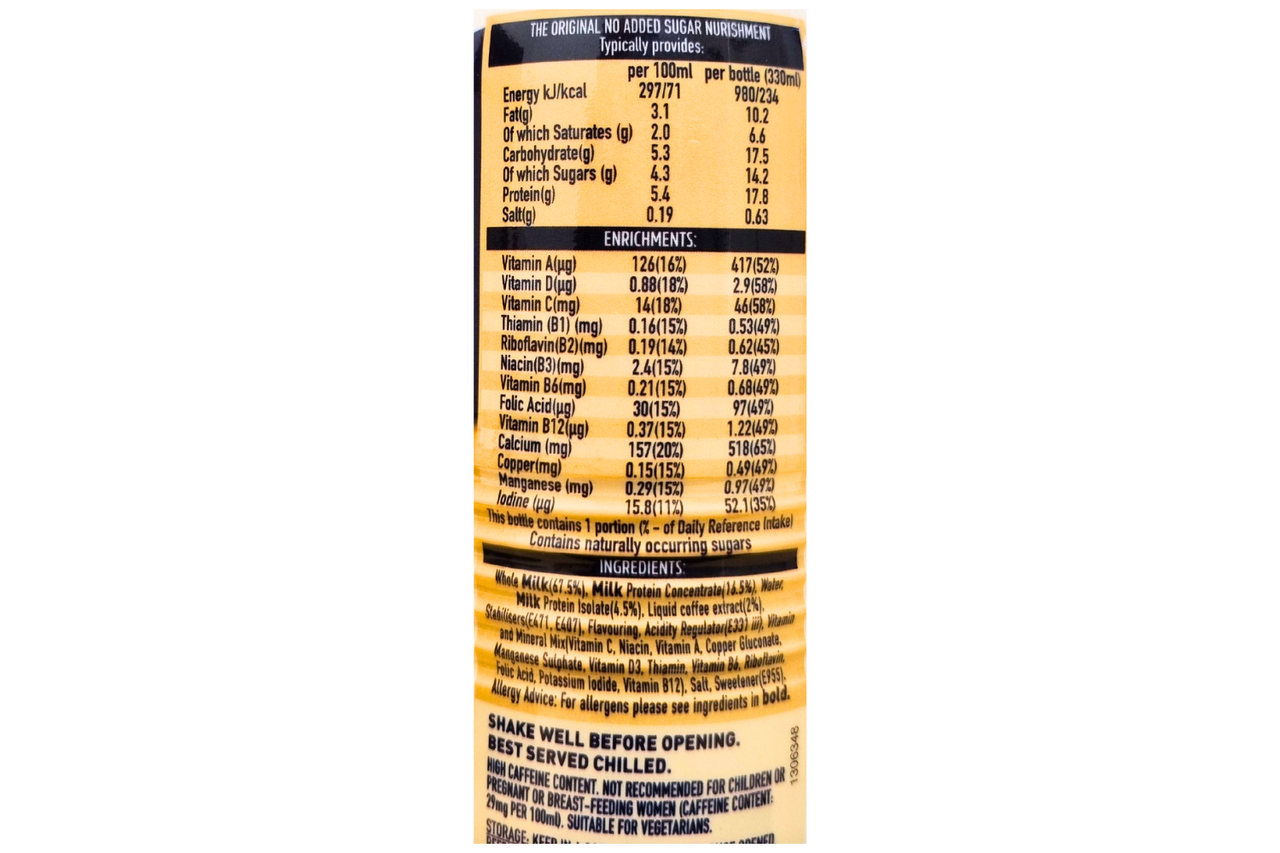 THE ORIGINAL NO ADDED SUGAR NURISHMENT
Typically provides:
per 100ml per bottle (330ml)
Energy kJ/kcal 297/71 980/234
Fat(g) 3.1 10.2
Of which Saturates (g) 2.0 6.6
Carbohydrate(g) 5.3 17.5
Of which Sugars (g) 4.3 14.2
Protein(g) 5.4 17.8
Salt(g) 0.19 0.63
ENRICHMENTS:
Vitamin A(µg) 126(16%) 417(52%)
Vitamin D(µg) 0.88(18%) 2.9(58%)
Vitamin C(mg) 14(18%) 46(58%)
Thiamin (B1) (mg) 0.16(15%) 0.53(49%)
Riboflavin(B2)(mg) 0.19(14%) 0.62(45%)
Niacin(B3)(mg) 2.4(15%) 7.8(49%)
Vitamin B6(mg) 0.21(15%) 0.68(49%)
Folic Acid(µg) 30(15%) 97(49%)
Vitamin B12(µg) 0.37(15%) 1.22(49%)
Calcium (mg) 157(20%) 518(65%)
Copper(mg) 0.15(15%) 0.49(49%)
Manganese (mg) 0.29(15%) 0.97(49%)
Iodine (µg) 15.8(11%) 52.1(35%)
This bottle contains 1 portion (% - of Daily Reference Intake)
Contains naturally occurring sugars
INGREDIENTS:
Whole Milk(67.5%), Milk Protein Concentrate(16.5%), Water,
Milk Protein Isolate(4.5%), Liquid coffee extract(2%),
Stabilisers(E471, E407), Flavouring, Acidity Regulator(E331 iii), Vitamin
and Mineral Mix(Vitamin C, Niacin, Vitamin A, Copper Gluconate,
Manganese Sulphate, Vitamin D3, Thiamin, Vitamin B6, Riboflavin,
Folic Acid, Potassium Iodide, Vitamin B12), Salt, Sweetener(E955).
Allergy Advice: For allergens please see ingredients in bold.
SHAKE WELL BEFORE OPENING.
BEST SERVED CHILLED.
HIGH CAFFEINE CONTENT. NOT RECOMMENDED FOR CHILDREN OR
PREGNANT OR BREAST-FEEDING WOMEN (CAFFEINE CONTENT:
29mg PER 100ml). SUITABLE FOR VEGETARIANS.
STORAGE: KEEP IN OPENED
1306348